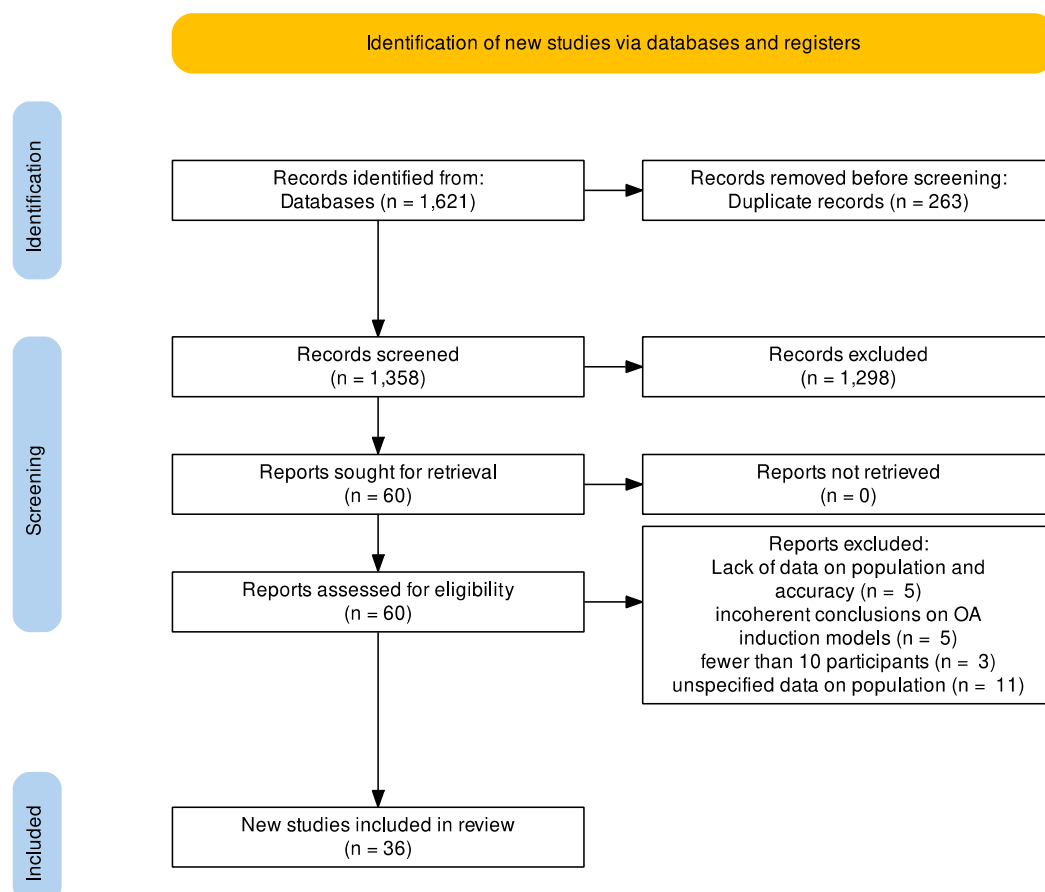 Identification of new studies via databases and registers
Identification
Records identified from:
Databases (n = 1,621)
Records removed before screening:
Duplicate records (n = 263)
Screening
Records screened
(n = 1,358)
Records excluded
(n = 1,298)
Reports sought for retrieval
(n = 60)
Reports not retrieved
(n = 0)
Reports assessed for eligibility
(n = 60)
Reports excluded:
Lack of data on population and
accuracy (n = 5)
incoherent conclusions on OA
induction models (n = 5)
fewer than 10 participants (n = 3)
unspecified data on population (n = 11)
Included
New studies included in review
(n = 36)